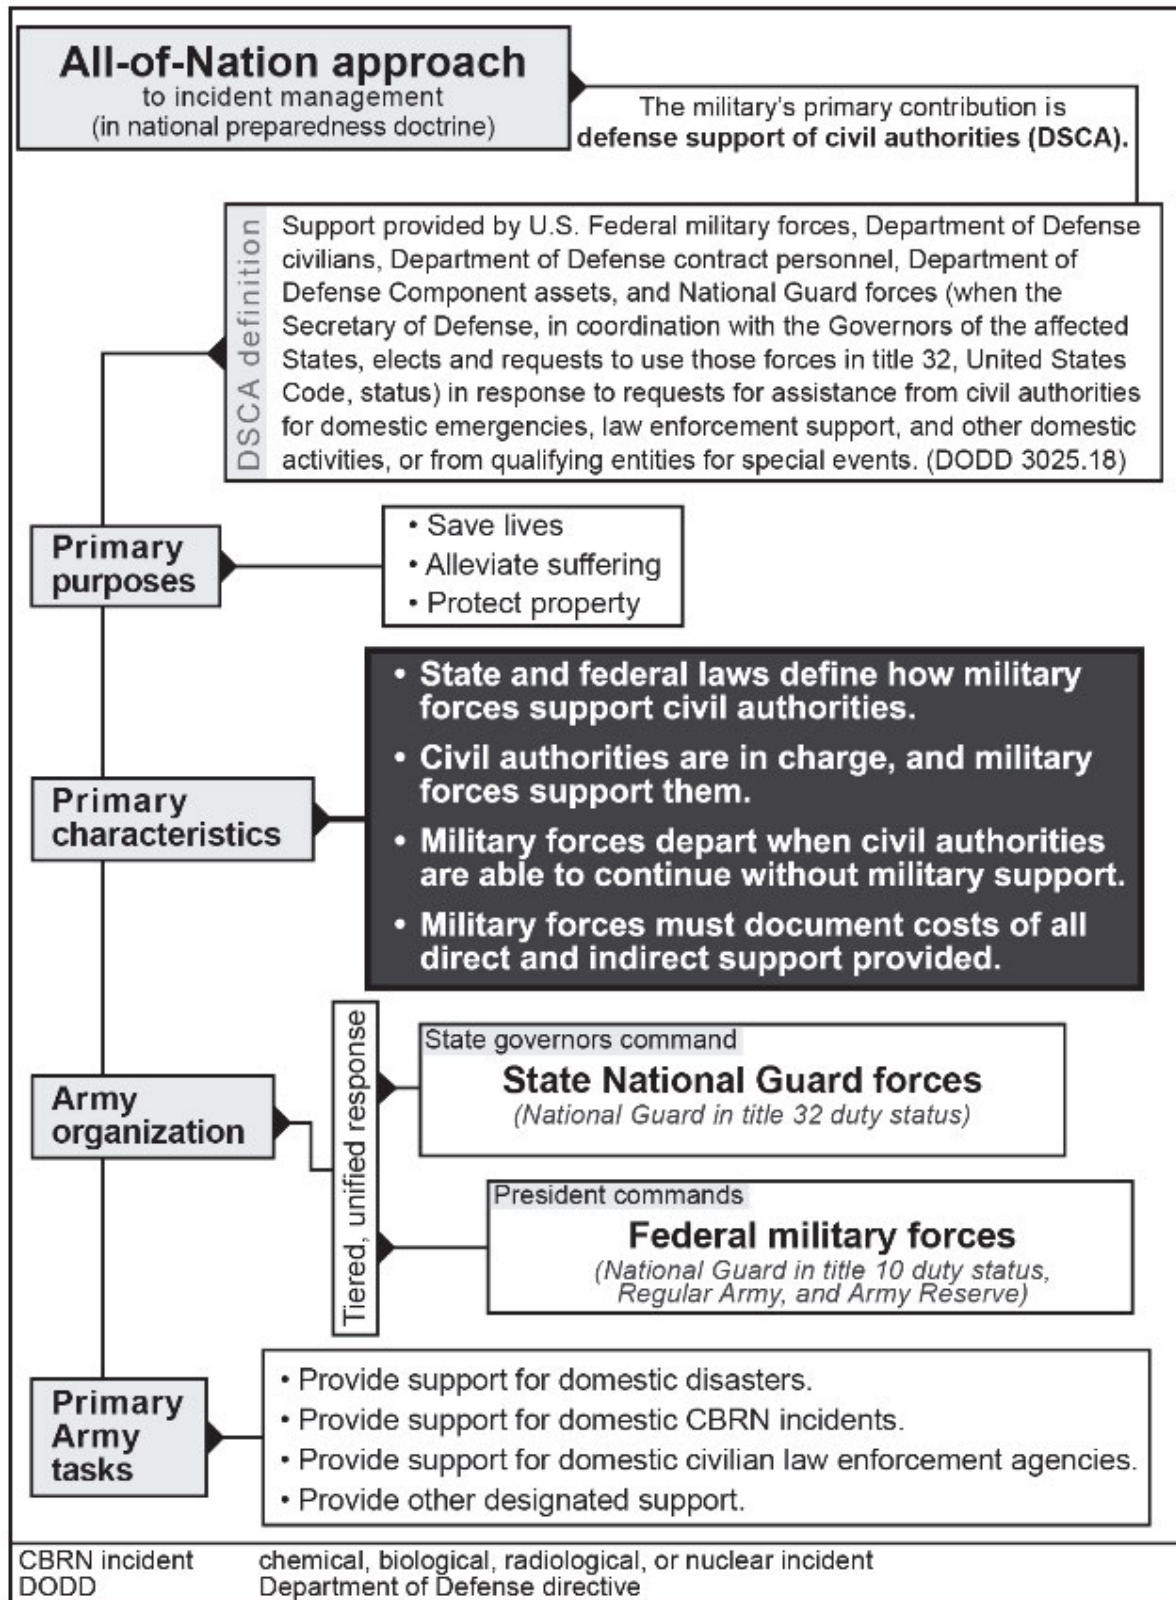 All-of-Nation approach
to incident management
(in national preparedness doctrine)
The military's primary contribution is
defense support of civil authorities (DSCA).
DSCA definition
Support provided by U.S. Federal military forces, Department of Defense
civilians, Department of Defense contract personnel, Department of
Defense Component assets, and National Guard forces (when the
Secretary of Defense, in coordination with the Governors of the affected
States, elects and requests to use those forces in title 32, United States
Code, status) in response to requests for assistance from civil authorities
for domestic emergencies, law enforcement support, and other domestic
activities, or from qualifying entities for special events. (DODD 3025.18)
Primary
purposes
• Save lives
• Alleviate suffering
• Protect property
Primary
characteristics
• State and federal laws define how military
forces support civil authorities.
• Civil authorities are in charge, and military
forces support them.
• Military forces depart when civil authorities
are able to continue without military support.
• Military forces must document costs of all
direct and indirect support provided.
Army
organization
Tiered, unified response
State governors command
State National Guard forces
(National Guard in title 32 duty status)
President commands
Federal military forces
(National Guard in title 10 duty status,
Regular Army, and Army Reserve)
Primary
Army
tasks
• Provide support for domestic disasters.
• Provide support for domestic CBRN incidents.
• Provide support for domestic civilian law enforcement agencies.
• Provide other designated support.
CBRN incident chemical, biological, radiological, or nuclear incident
DODD Department of Defense directive